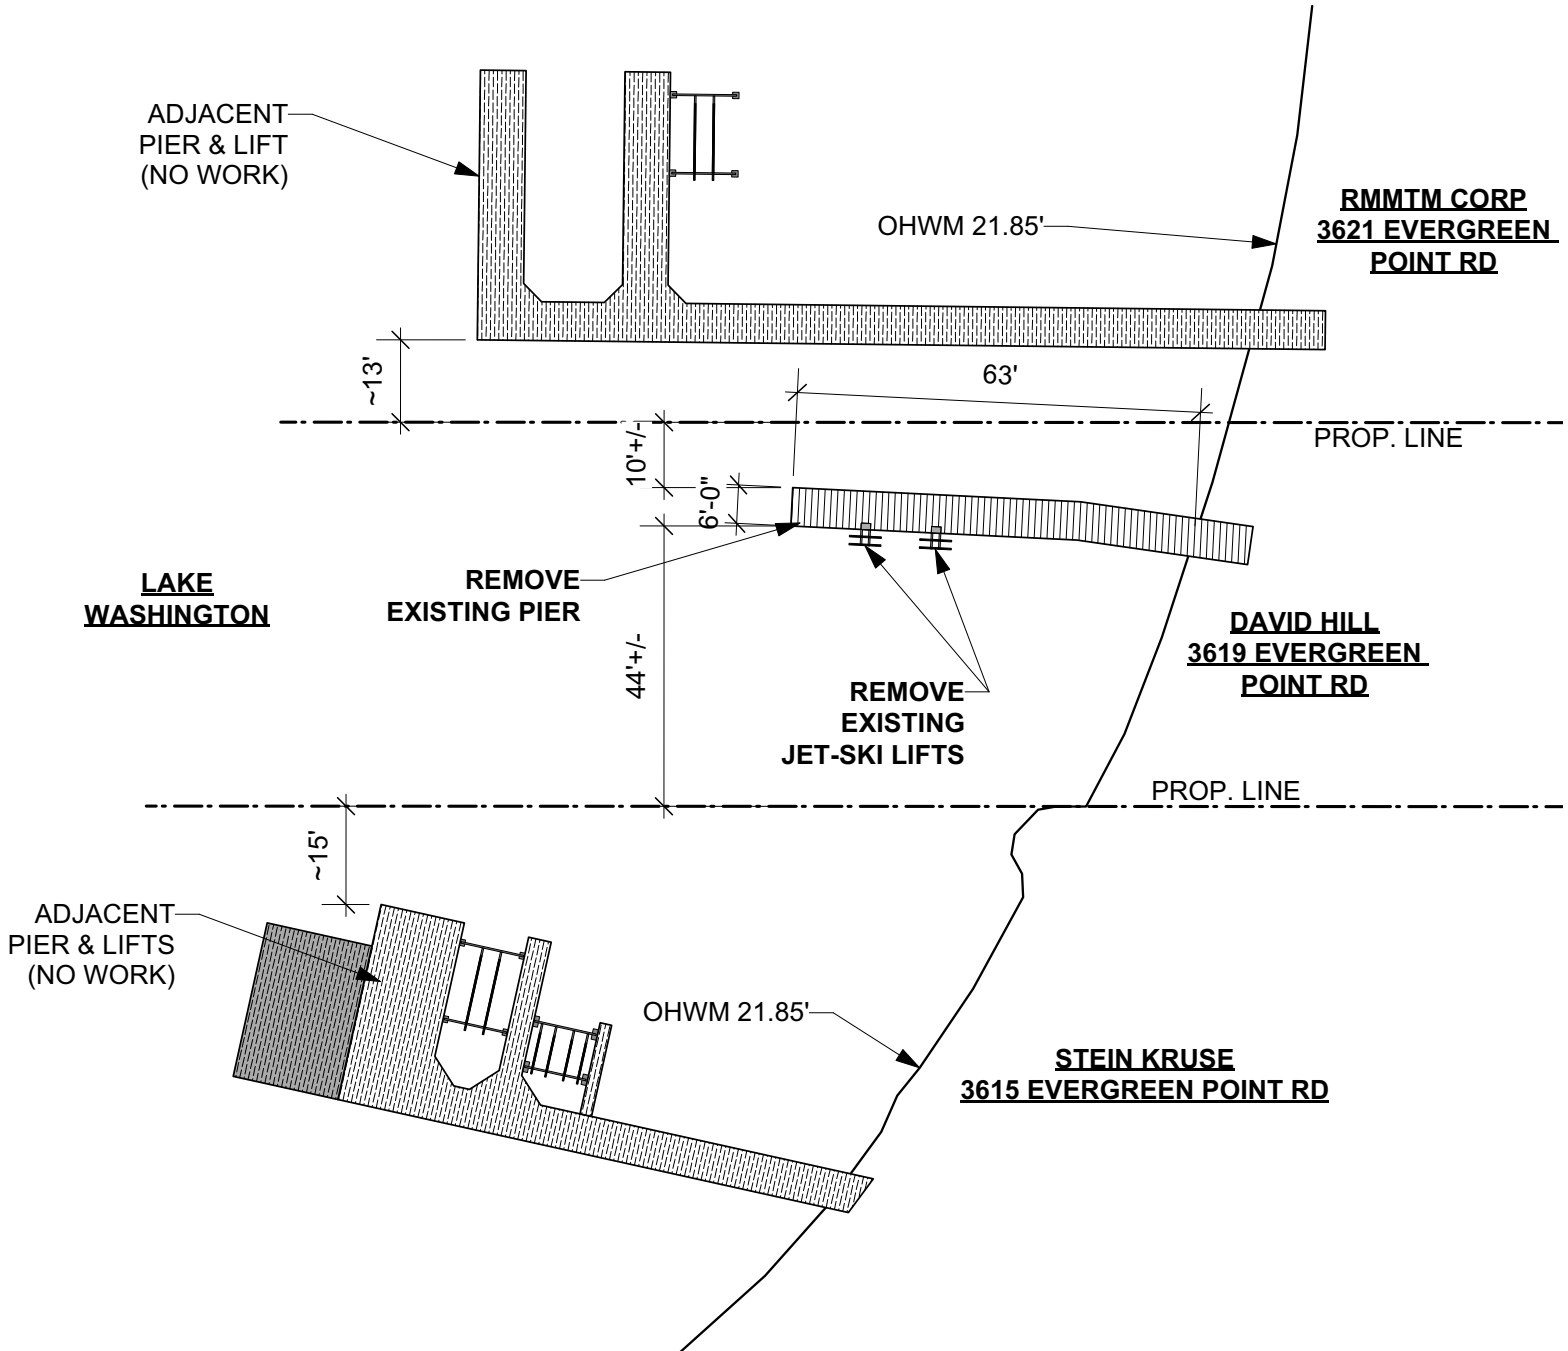 ADJACENT
PIER & LIFT
(NO WORK)
OHWM 21.85'
RMMTM CORP
3621 EVERGREEN
POINT RD
~13'
63'
PROP. LINE
10'+/-
6'-0"
LAKE
WASHINGTON
REMOVE
EXISTING PIER
44'+/-
DAVID HILL
3619 EVERGREEN
POINT RD
REMOVE
EXISTING
JET-SKI LIFTS
PROP. LINE
~15'
ADJACENT
PIER & LIFTS
(NO WORK)
OHWM 21.85'
STEIN KRUSE
3615 EVERGREEN POINT RD